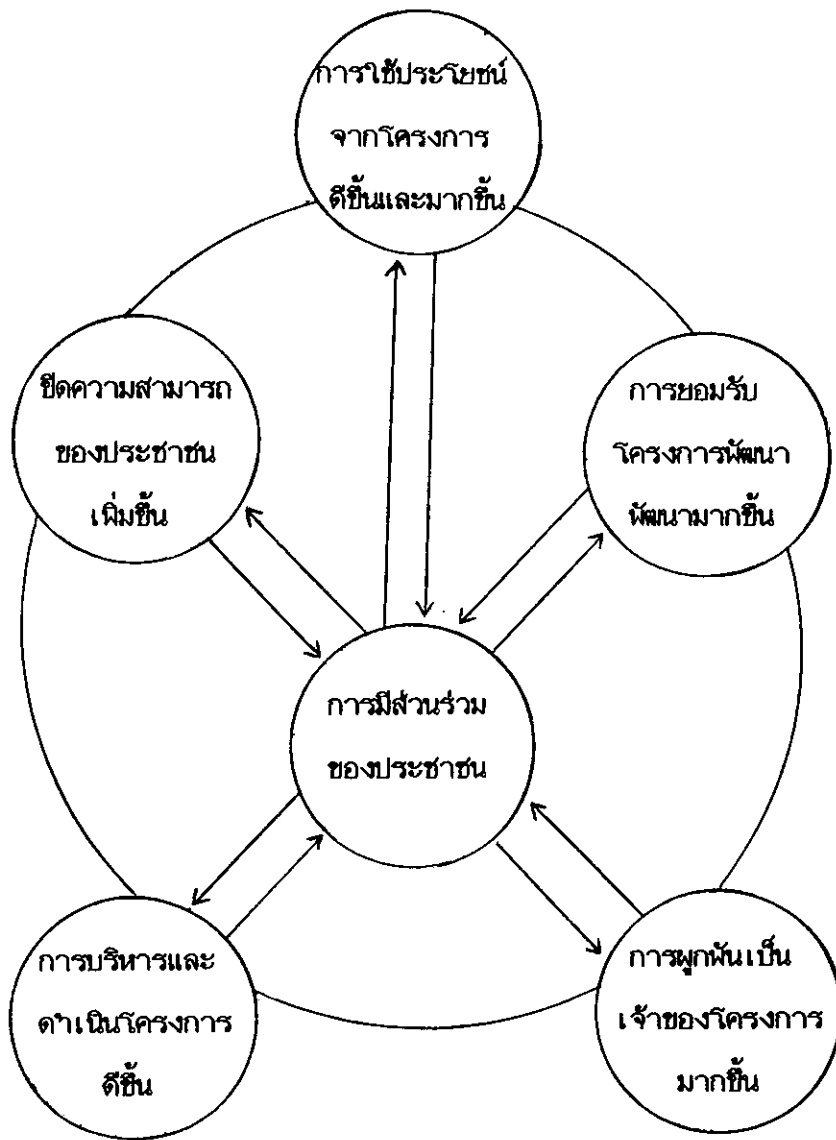 การใช้ประโยชน์
จากโครงการ
ดีขึ้นและมากขึ้น
ขีดความสามารถ
ของประชาชน
เพิ่มขึ้น
การยอมรับ
โครงการพัฒนา
พัฒนามากขึ้น
การมีส่วนร่วม
ของประชาชน
การบริหารและ
ดำเนินโครงการ
ดีขึ้น
การผูกพันเป็น
เจ้าของโครงการ
มากขึ้น